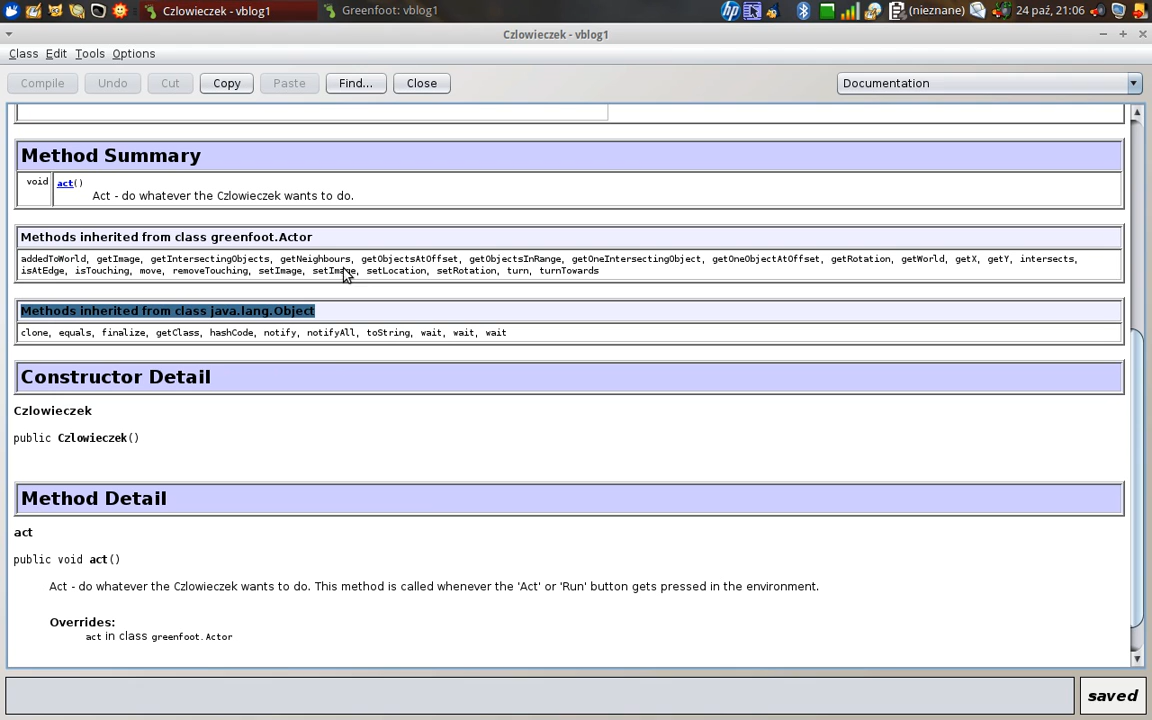 Czlowieczek - vblog1
Greenfoot: vblog1
(nieznane)
24 paź, 21:06
Czlowieczek - vblog1
Class Edit Tools Options
Compile Undo Cut Copy Paste Find... Close Documentation
Method Summary
void act()
Act - do whatever the Czlowieczek wants to do.
Methods inherited from class greenfoot.Actor
addedToWorld, getImage, getIntersectingObjects, getNeighbours, getObjectsAtOffset, getObjectsInRange, getOneIntersectingObject, getOneObjectAtOffset, getRotation, getWorld, getX, getY, intersects,
isAtEdge, isTouching, move, removeTouching, setImage, setImage, setLocation, setRotation, turn, turnTowards
Methods inherited from class java.lang.Object
clone, equals, finalize, getClass, hashCode, notify, notifyAll, toString, wait, wait, wait
Constructor Detail
Czlowieczek
public Czlowieczek()
Method Detail
act
public void act()
Act - do whatever the Czlowieczek wants to do. This method is called whenever the 'Act' or 'Run' button gets pressed in the environment.
Overrides:
act in class greenfoot.Actor
saved